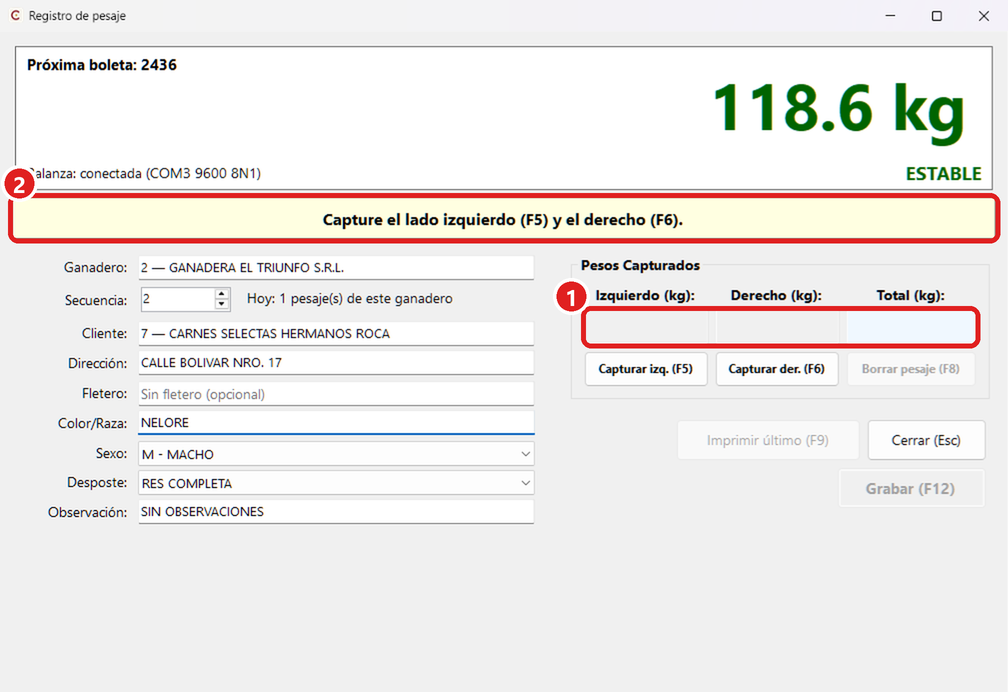 Registro de pesaje
Próxima boleta: 2436
118.6 kg
alanza: conectada (COM3 9600 8N1)
ESTABLE
2
Capture el lado izquierdo (F5) y el derecho (F6).
Ganadero: 2 — GANADERA EL TRIUNFO S.R.L.
Secuencia: 2 Hoy: 1 pesaje(s) de este ganadero
Cliente: 7 — CARNES SELECTAS HERMANOS ROCA
Dirección: CALLE BOLIVAR NRO. 17
Fletero: Sin fletero (opcional)
Color/Raza: NELORE
Sexo: M - MACHO
Desposte: RES COMPLETA
Observación: SIN OBSERVACIONES
Pesos Capturados
1
Izquierdo (kg): Derecho (kg): Total (kg):
Capturar izq. (F5) Capturar der. (F6) Borrar pesaje (F8)
Imprimir último (F9) Cerrar (Esc)
Grabar (F12)